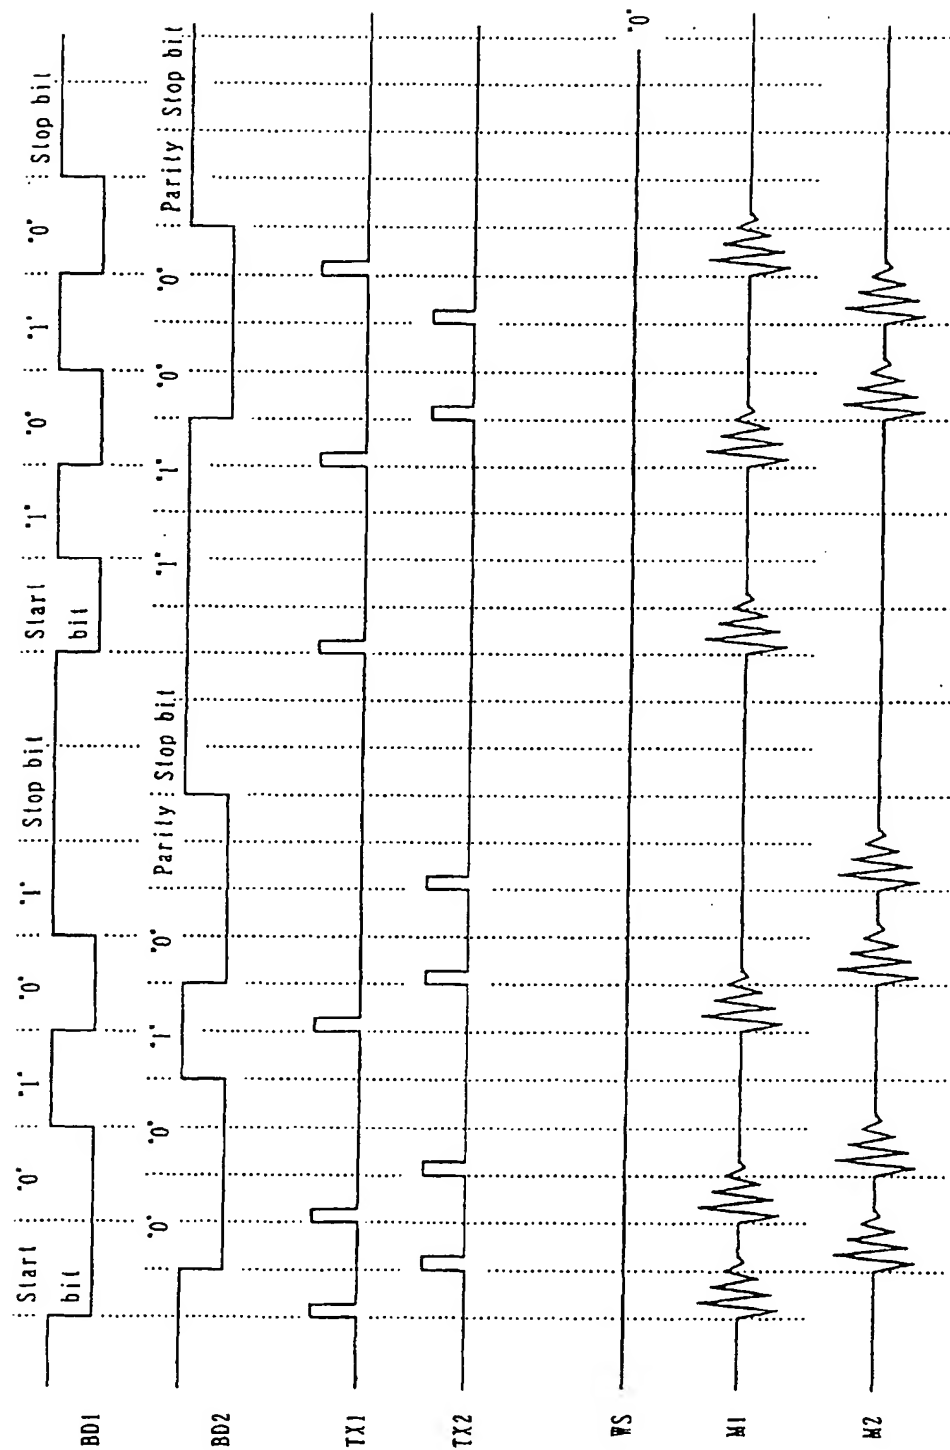 Start "0" "1" "0" "1" Stop bit Start "1" "0" "1" "0" Stop bit
bit bit
BD1
"0" "0" "1" "0" Parity Stop bit "1" "1" "0" "0" Parity Stop bit
BD2
TX1
TX2
WS "0"
M1
M2